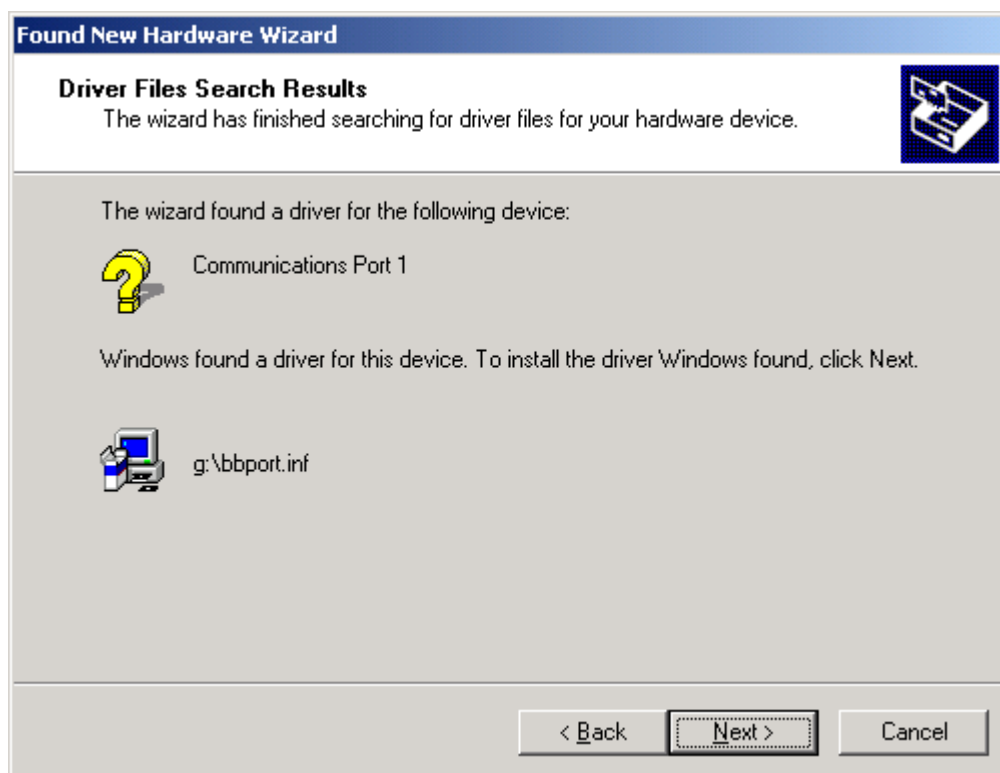 Found New Hardware Wizard
Driver Files Search Results
The wizard has finished searching for driver files for your hardware device.
The wizard found a driver for the following device:
Communications Port 1
Windows found a driver for this device. To install the driver Windows found, click Next.
g:\bbport.inf
< Back
Next >
Cancel